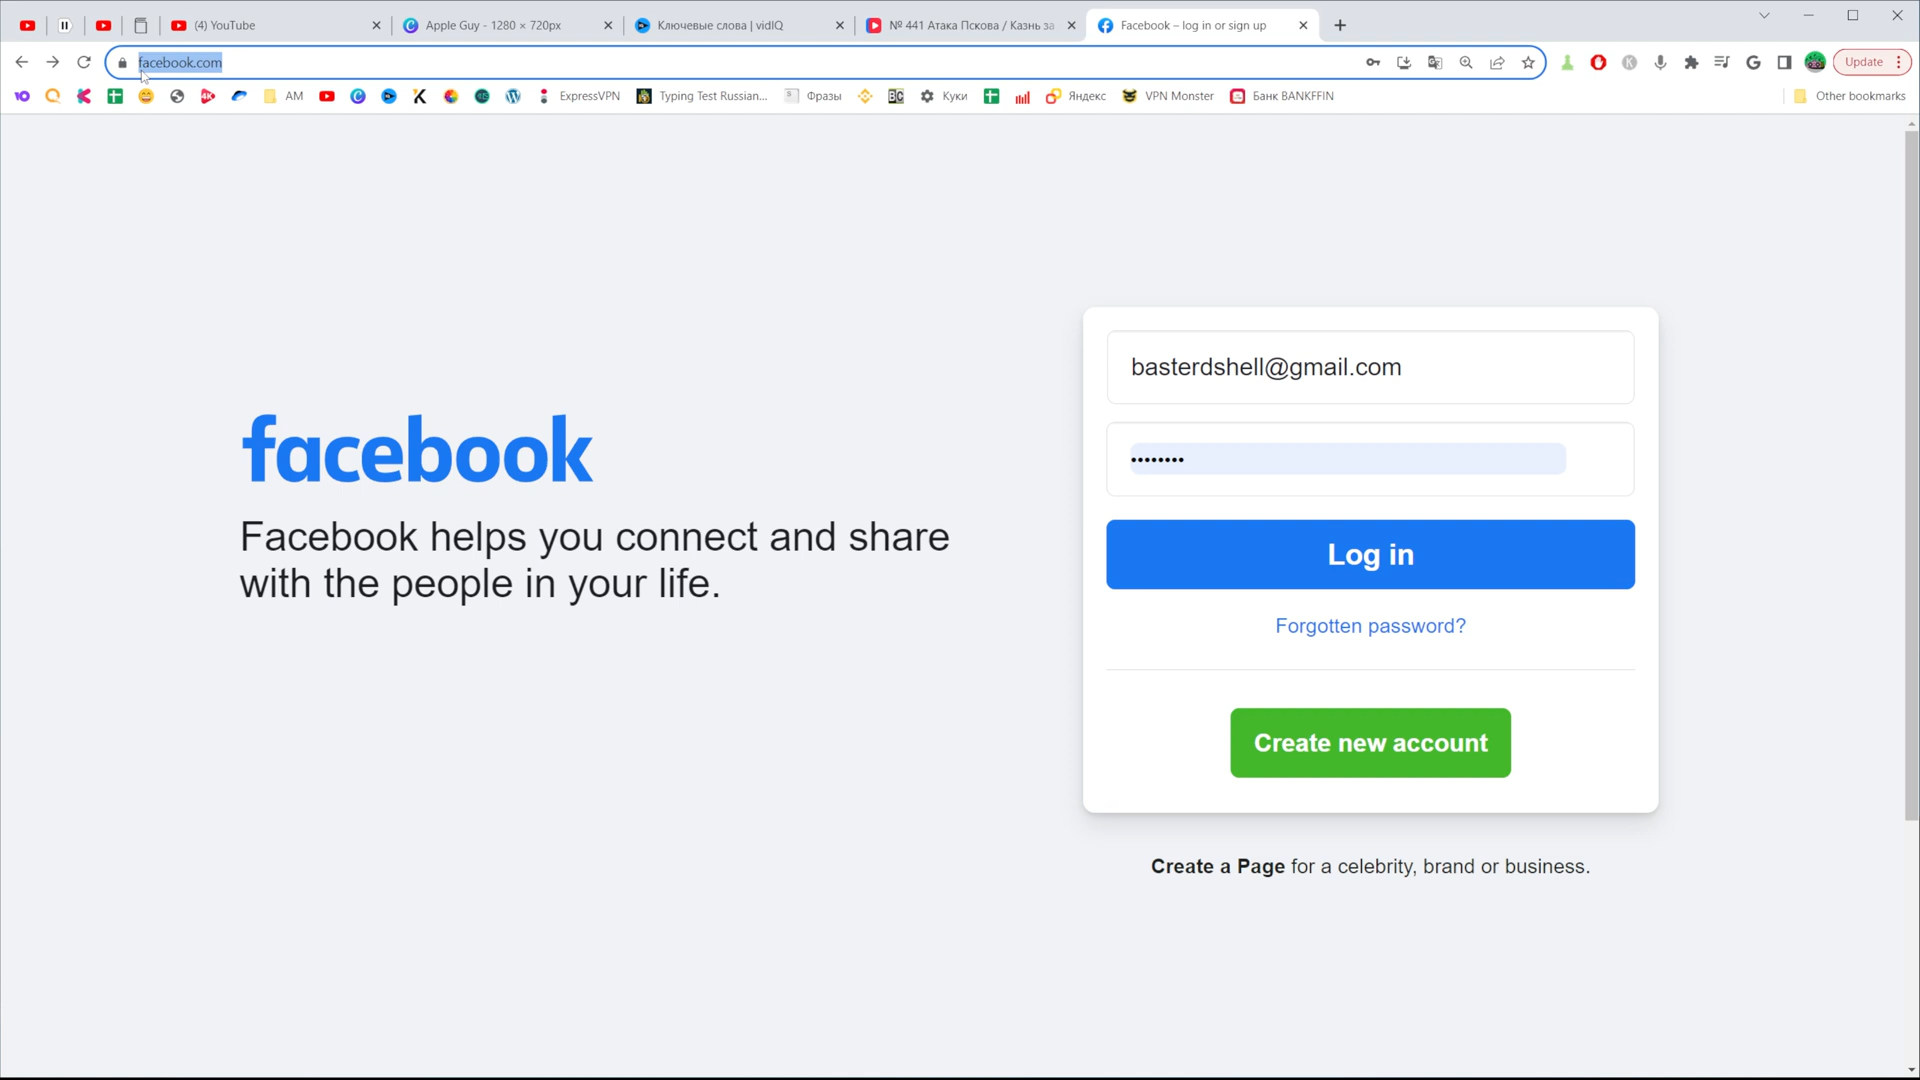 (4) YouTube
Apple Guy - 1280 × 720px
Ключевые слова | vidIQ
№ 441 Атака Пскова / Казнь за
Facebook – log in or sign up
facebook.com
Update
AM
ExpressVPN
Typing Test Russian...
Фразы
Куки
Яндекс
VPN Monster
Банк BANKFFIN
Other bookmarks
basterdshell@gmail.com
facebook
Facebook helps you connect and share
with the people in your life.
Log in
Forgotten password?
Create new account
Create a Page for a celebrity, brand or business.